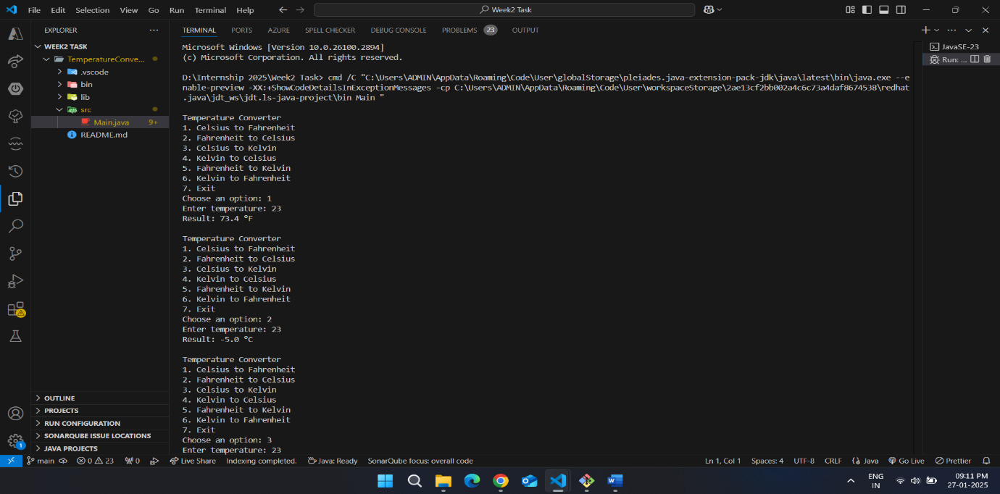 File Edit Selection View Go Run Terminal Help
Week2 Task
EXPLORER
WEEK2 TASK
TemperatureConve...
.vscode
bin
lib
src
Main.java 9+
README.md
OUTLINE
PROJECTS
RUN CONFIGURATION
SONARQUBE ISSUE LOCATIONS
JAVA PROJECTS
TERMINAL PORTS AZURE SPELL CHECKER DEBUG CONSOLE PROBLEMS 23 OUTPUT
Microsoft Windows [Version 10.0.26100.2894]
(c) Microsoft Corporation. All rights reserved.
D:\Internship 2025\Week2 Task> cmd /C "C:\Users\ADMIN\AppData\Roaming\Code\User\globalStorage\pleiades.java-extension-pack-jdk\java\latest\bin\java.exe --e
nable-preview -XX:+ShowCodeDetailsInExceptionMessages -cp C:\Users\ADMIN\AppData\Roaming\Code\User\workspaceStorage\2ae13cf2bb002a4c6c73a4daf8674538\redhat
.java\jdt_ws\jdt.ls-java-project\bin Main "
Temperature Converter
1. Celsius to Fahrenheit
2. Fahrenheit to Celsius
3. Celsius to Kelvin
4. Kelvin to Celsius
5. Fahrenheit to Kelvin
6. Kelvin to Fahrenheit
7. Exit
Choose an option: 1
Enter temperature: 23
Result: 73.4 °F
Temperature Converter
1. Celsius to Fahrenheit
2. Fahrenheit to Celsius
3. Celsius to Kelvin
4. Kelvin to Celsius
5. Fahrenheit to Kelvin
6. Kelvin to Fahrenheit
7. Exit
Choose an option: 2
Enter temperature: 23
Result: -5.0 °C
Temperature Converter
1. Celsius to Fahrenheit
2. Fahrenheit to Celsius
3. Celsius to Kelvin
4. Kelvin to Celsius
5. Fahrenheit to Kelvin
6. Kelvin to Fahrenheit
7. Exit
Choose an option: 3
Enter temperature: 23
JavaSE-23
Run: ...
1
main 0 23 0 Live Share Indexing completed. Java: Ready SonarQube focus: overall code Ln 1, Col 1 Spaces: 4 UTF-8 CRLF Java Go Live Prettier
ENG
IN
09:11 PM
27-01-2025